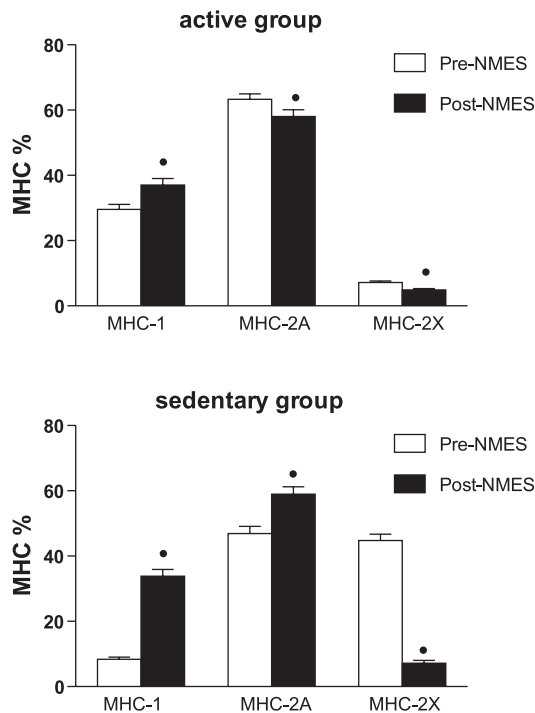 active group
80
60
40
20
0
MHC %
Pre-NMES
Post-NMES
MHC-1 MHC-2A MHC-2X
sedentary group
80
60
40
20
0
MHC %
Pre-NMES
Post-NMES
MHC-1 MHC-2A MHC-2X